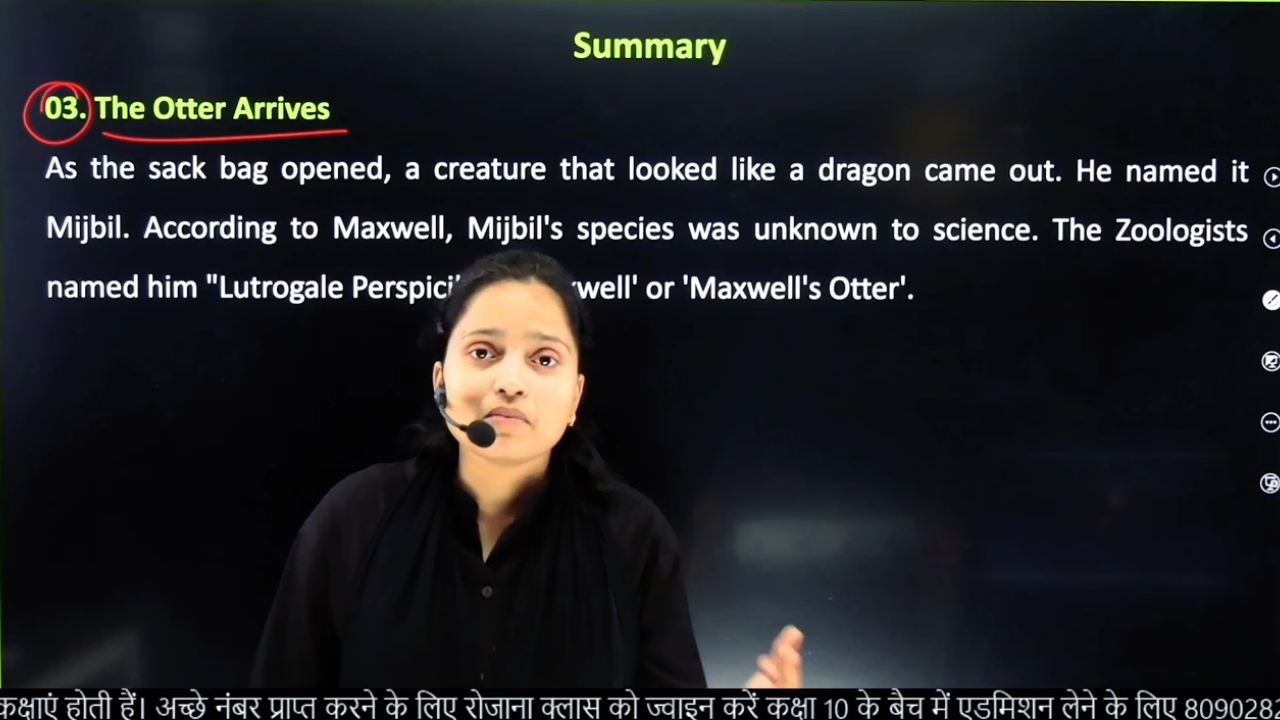 Summary
03. The Otter Arrives
As the sack bag opened, a creature that looked like a dragon came out. He named it
Mijbil. According to Maxwell, Mijbil's species was unknown to science. The Zoologists
named him "Lutrogale or 'Maxwell's Otter'.
कक्षाएं होती हैं। अच्छे नंबर प्राप्त करने के लिए रोजाना क्लास को ज्वाइन करें कक्षा 10 के बैच में एडमिशन लेने के लिए